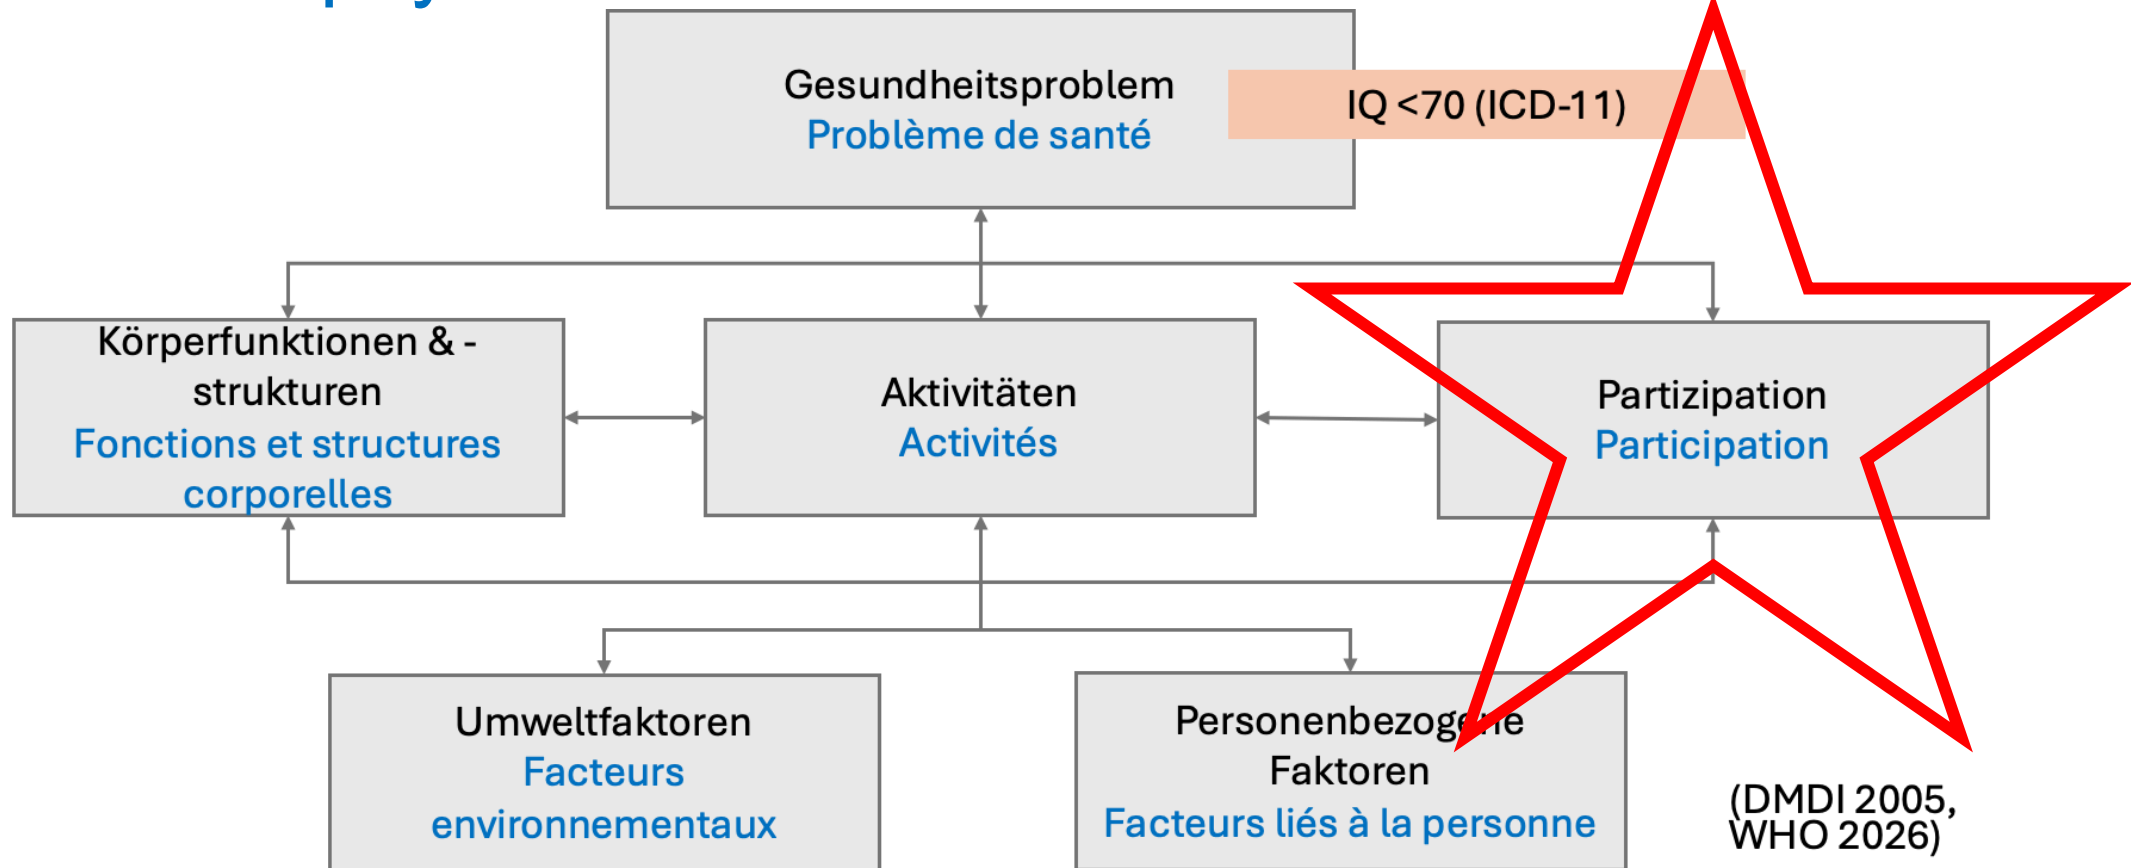 Gesundheitsproblem
Problème de santé
IQ <70 (ICD-11)
Körperfunktionen & -
strukturen
Fonctions et structures
corporelles
Aktivitäten
Activités
Partizipation
Participation
Umweltfaktoren
Facteurs
environnementaux
Personenbezogene
Faktoren
Facteurs liés à la personne
(DMDI 2005,
WHO 2026)